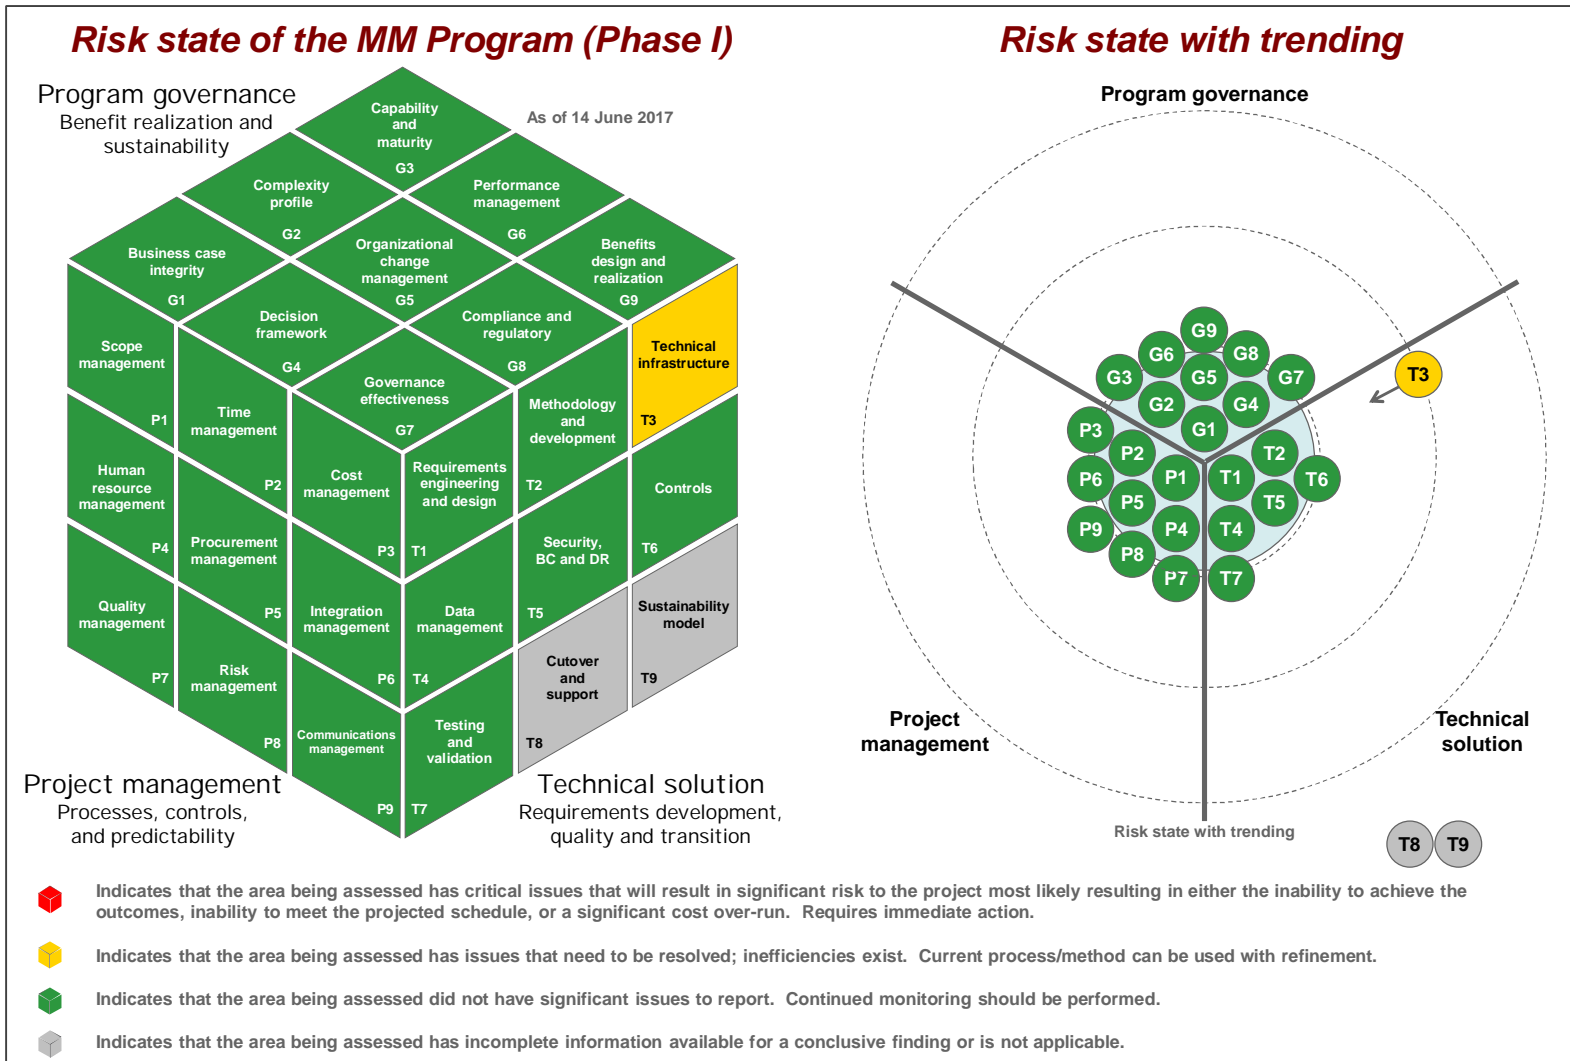 Risk state of the MM Program (Phase I)
Program governance
Benefit realization and
sustainability
As of 14 June 2017
Capability
and
maturity
G3
Complexity
profile
G2
Performance
management
G6
Business case
integrity
G1
Organizational
change
management
G5
Benefits
design and
realization
G9
Decision
framework
G4
Compliance and
regulatory
G8
Governance
effectiveness
G7
Scope
management
P1
Time
management
P2
Cost
management
P3
Human
resource
management
P4
Procurement
management
P5
Integration
management
P6
Quality
management
P7
Risk
management
P8
Communications
management
P9
Requirements
engineering
and design
T1
Methodology
and
development
T2
Technical
infrastructure
T3
Data
management
T4
Security,
BC and DR
T5
Controls
T6
Testing
and
validation
T7
Cutover
and
support
T8
Sustainability
model
T9
Project management
Processes, controls,
and predictability
Technical solution
Requirements development,
quality and transition
Risk state with trending
Program governance
G9
G6
G8
G3
G5
G7
G2
G4
G1
T3
P3
P2
P1
P6
P5
P4
P9
P8
P7
T2
T1
T6
T5
T4
T7
Project
management
Technical
solution
Risk state with trending
T8
T9
Indicates that the area being assessed has critical issues that will result in significant risk to the project most likely resulting in either the inability to achieve the
outcomes, inability to meet the projected schedule, or a significant cost over-run. Requires immediate action.
Indicates that the area being assessed has issues that need to be resolved; inefficiencies exist. Current process/method can be used with refinement.
Indicates that the area being assessed did not have significant issues to report. Continued monitoring should be performed.
Indicates that the area being assessed has incomplete information available for a conclusive finding or is not applicable.